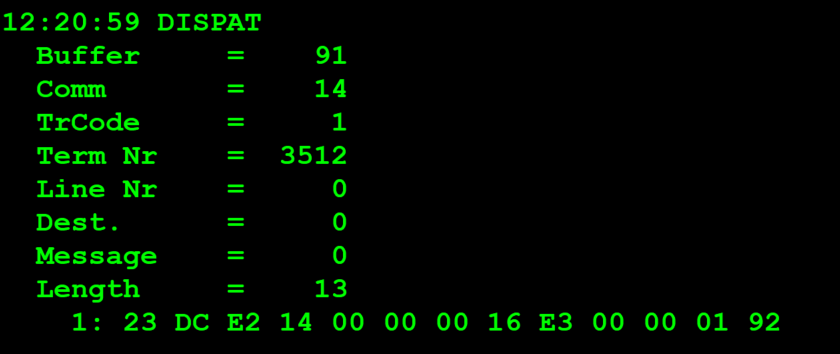 12:20:59 DISPAT
Buffer = 91
Comm = 14
TrCode = 1
Term Nr = 3512
Line Nr = 0
Dest. = 0
Message = 0
Length = 13
1: 23 DC E2 14 00 00 00 16 E3 00 00 01 92